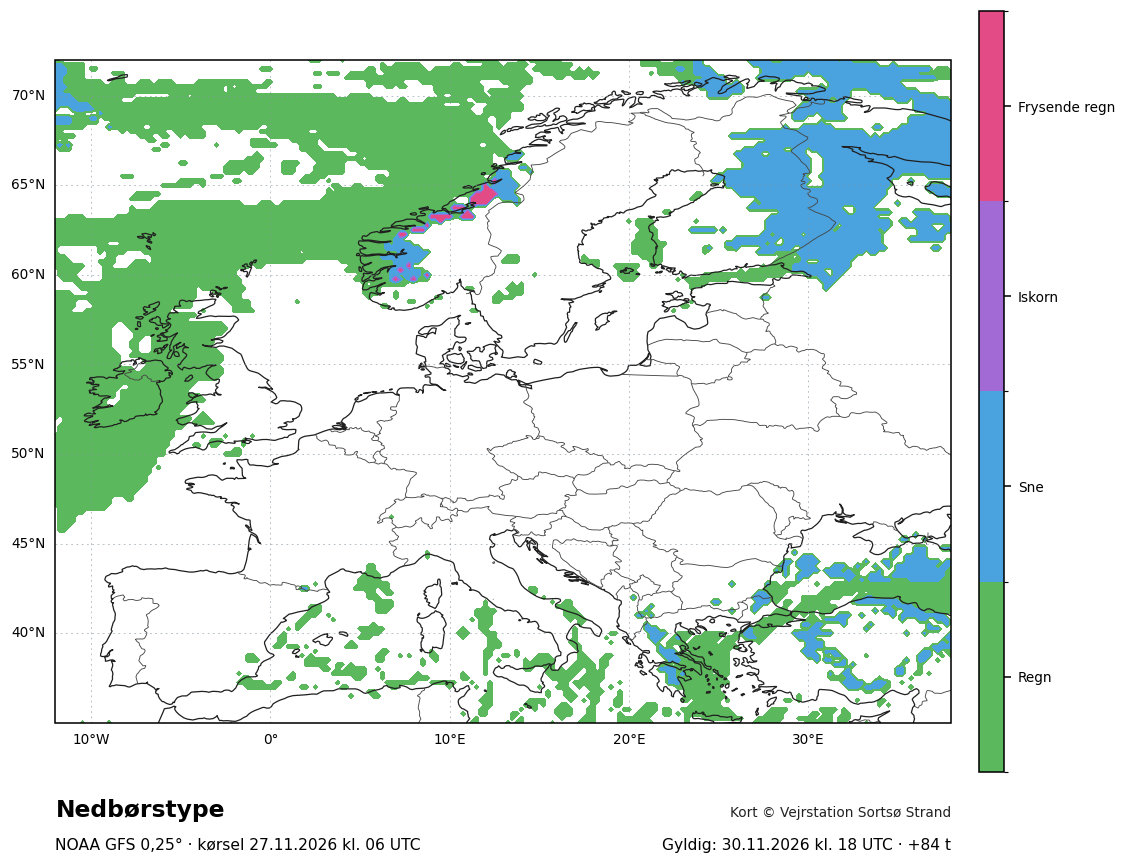 70°N
65°N
60°N
55°N
50°N
45°N
40°N
10°W
0°
10°E
20°E
30°E
Frysende regn
Iskorn
Sne
Regn
Nedbørstype
Kort © Vejrstation Sortsø Strand
NOAA GFS 0,25° · kørsel 27.11.2026 kl. 06 UTC
Gyldig: 30.11.2026 kl. 18 UTC · +84 t